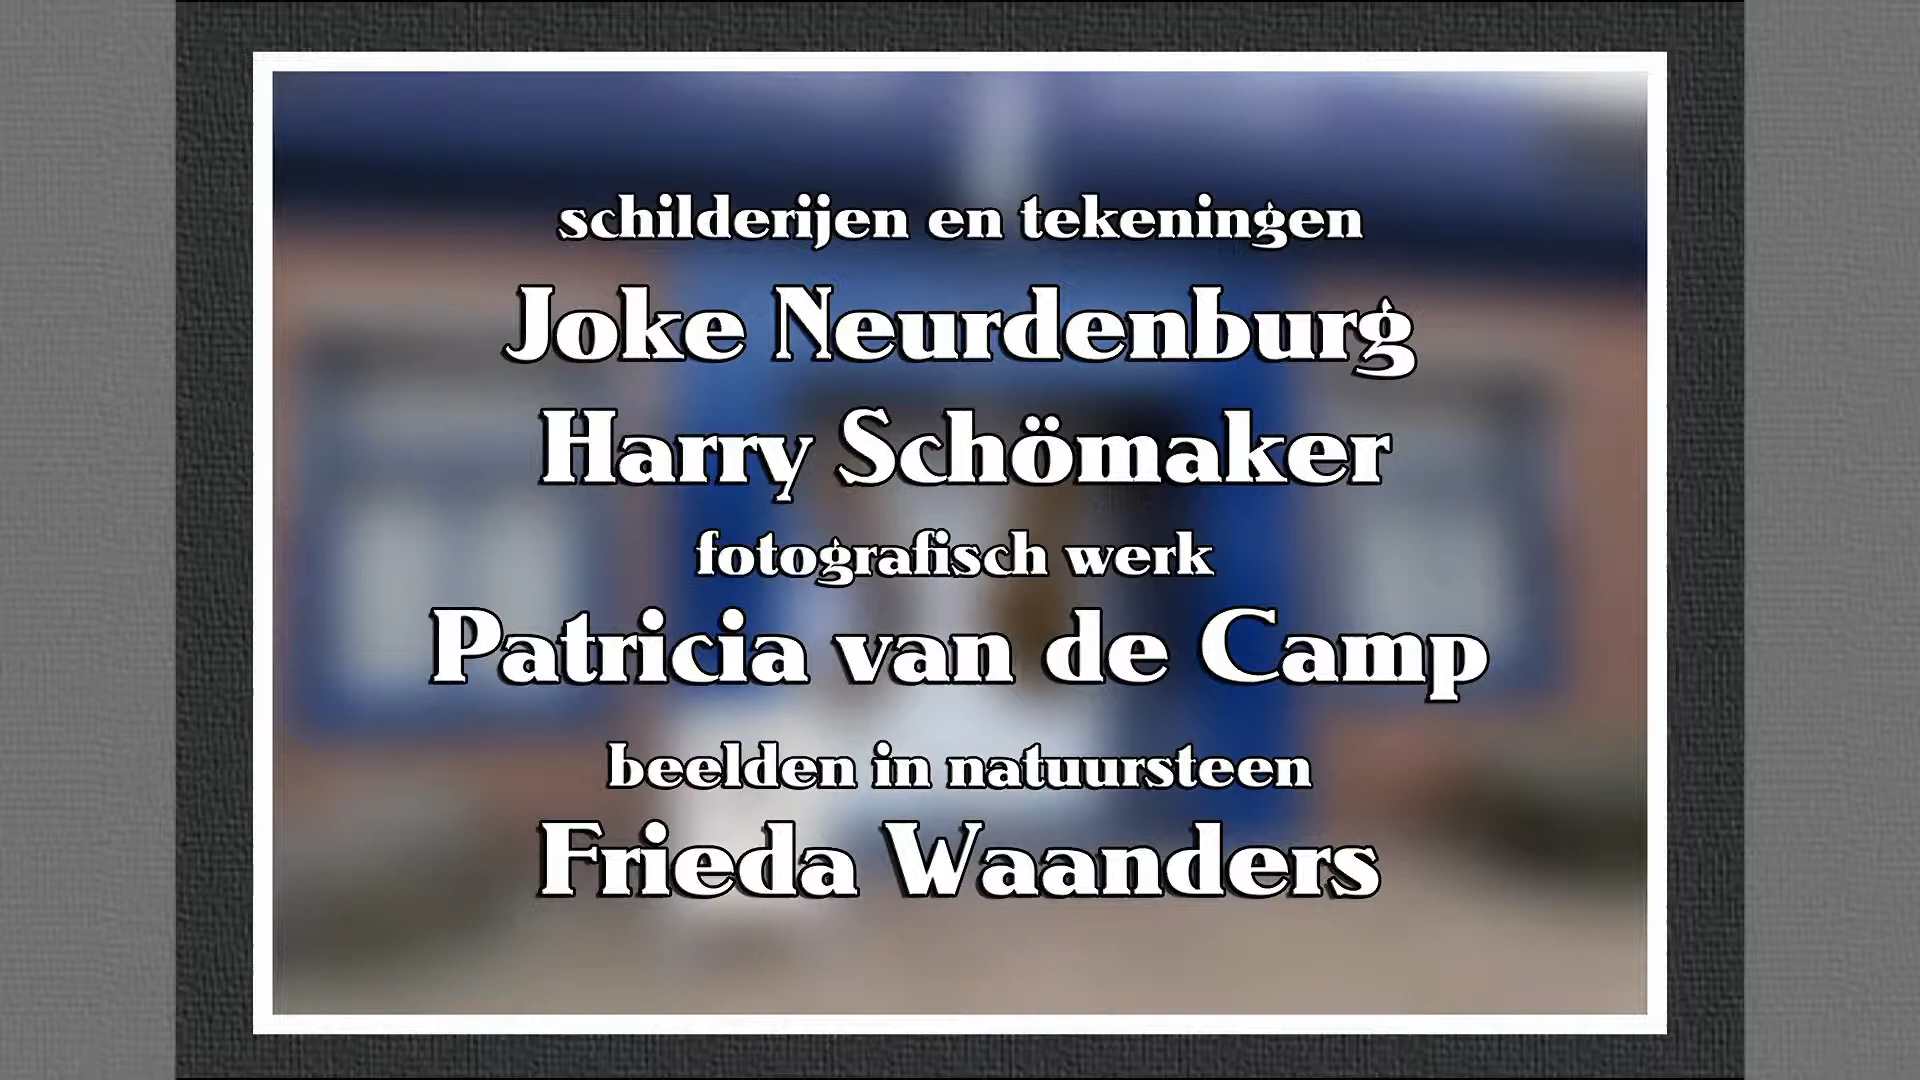 schilderijen en tekeningen
Joke Neurdenburg
Harry Schömaker
fotografisch werk
Patricia van de Camp
beelden in natuursteen
Frieda Waanders